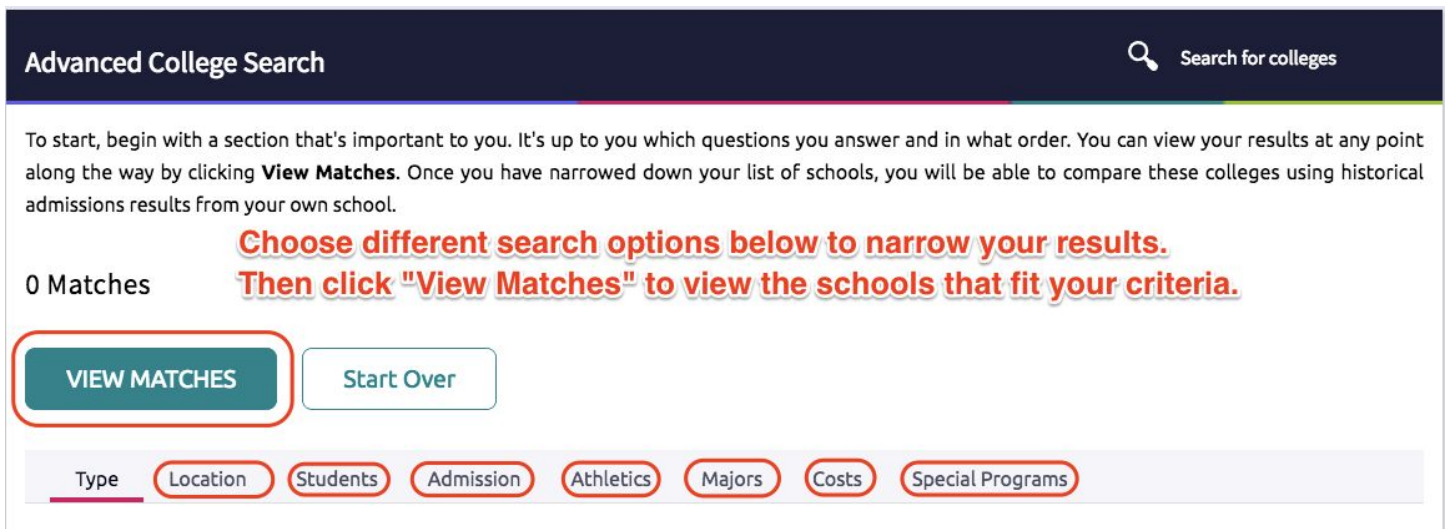 Advanced College Search
Search for colleges
To start, begin with a section that's important to you. It's up to you which questions you answer and in what order. You can view your results at any point
along the way by clicking View Matches. Once you have narrowed down your list of schools, you will be able to compare these colleges using historical
admissions results from your own school.
Choose different search options below to narrow your results.
0 Matches
Then click "View Matches" to view the schools that fit your criteria.
VIEW MATCHES
Start Over
Type Location Students Admission Athletics Majors Costs Special Programs